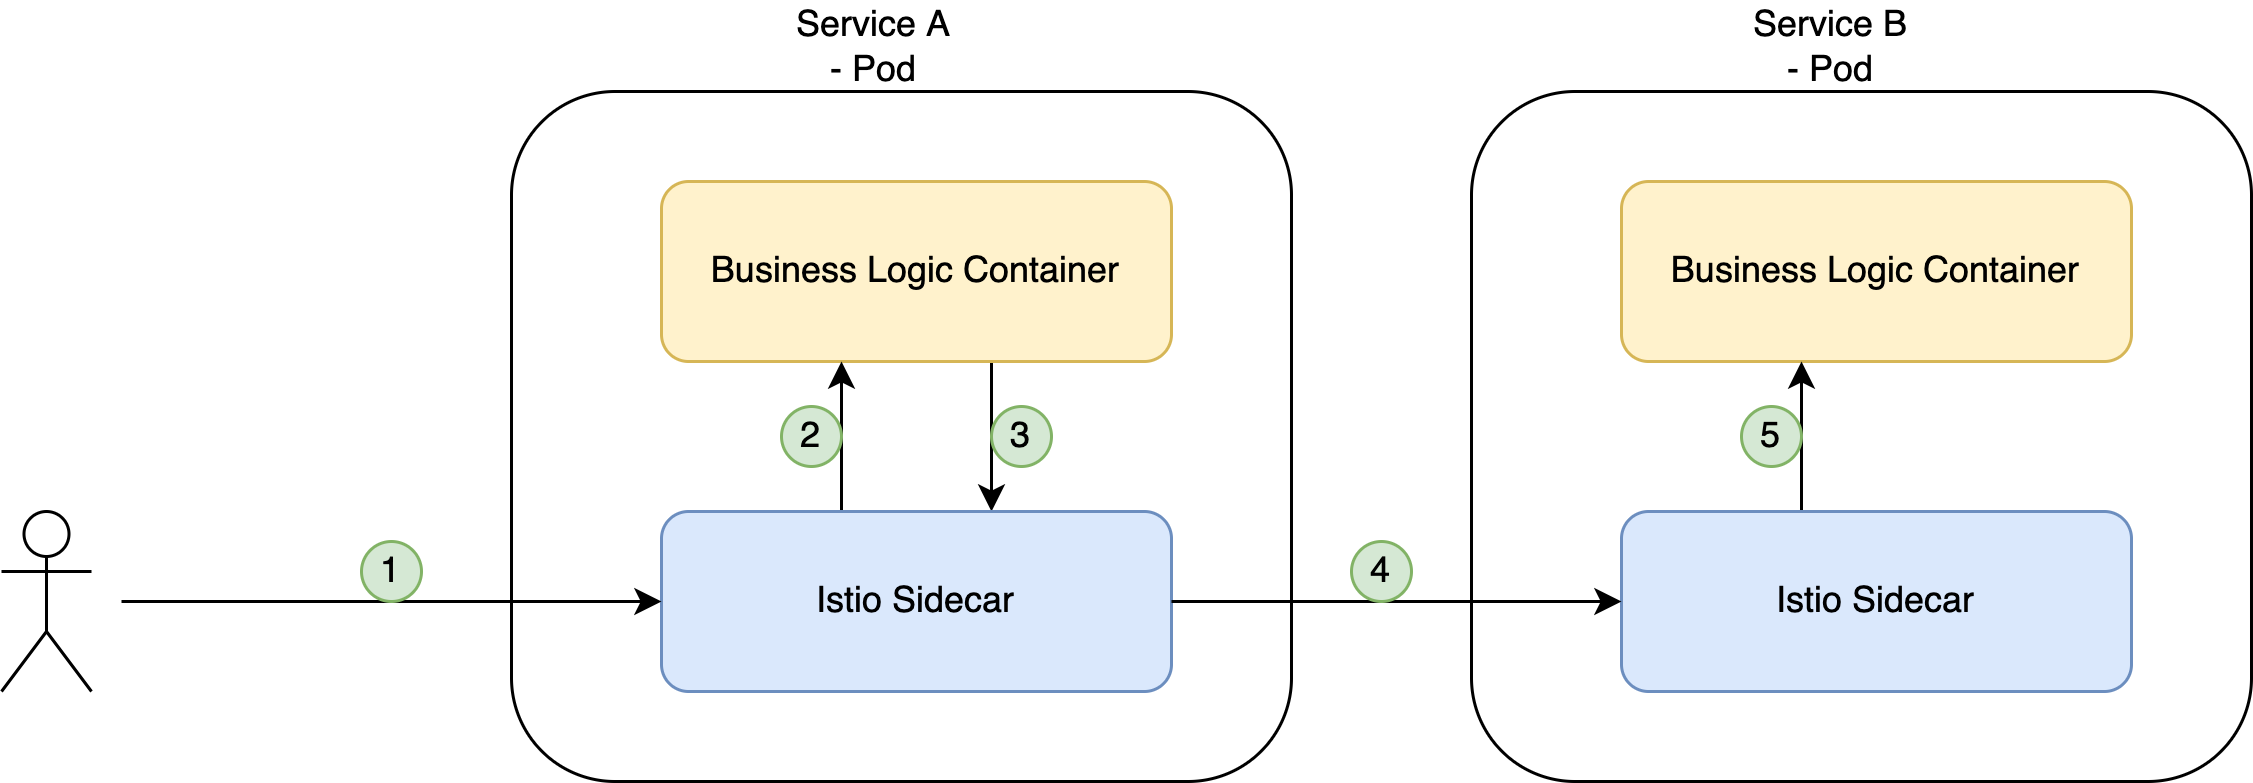 Service A
- Pod
Service B
- Pod
Business Logic Container
Business Logic Container
2
3
5
1
4
Istio Sidecar
Istio Sidecar